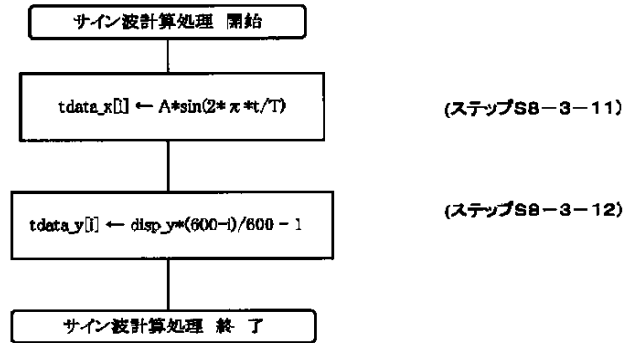 サイン波計算処理 開始
tdata_x[i] ← A*sin(2* π *t/T)
(ステップS8-3-11)
tdata_y[i] ← disp_y*(600-i)/600 - 1
(ステップS8-3-12)
サイン波計算処理 終 了